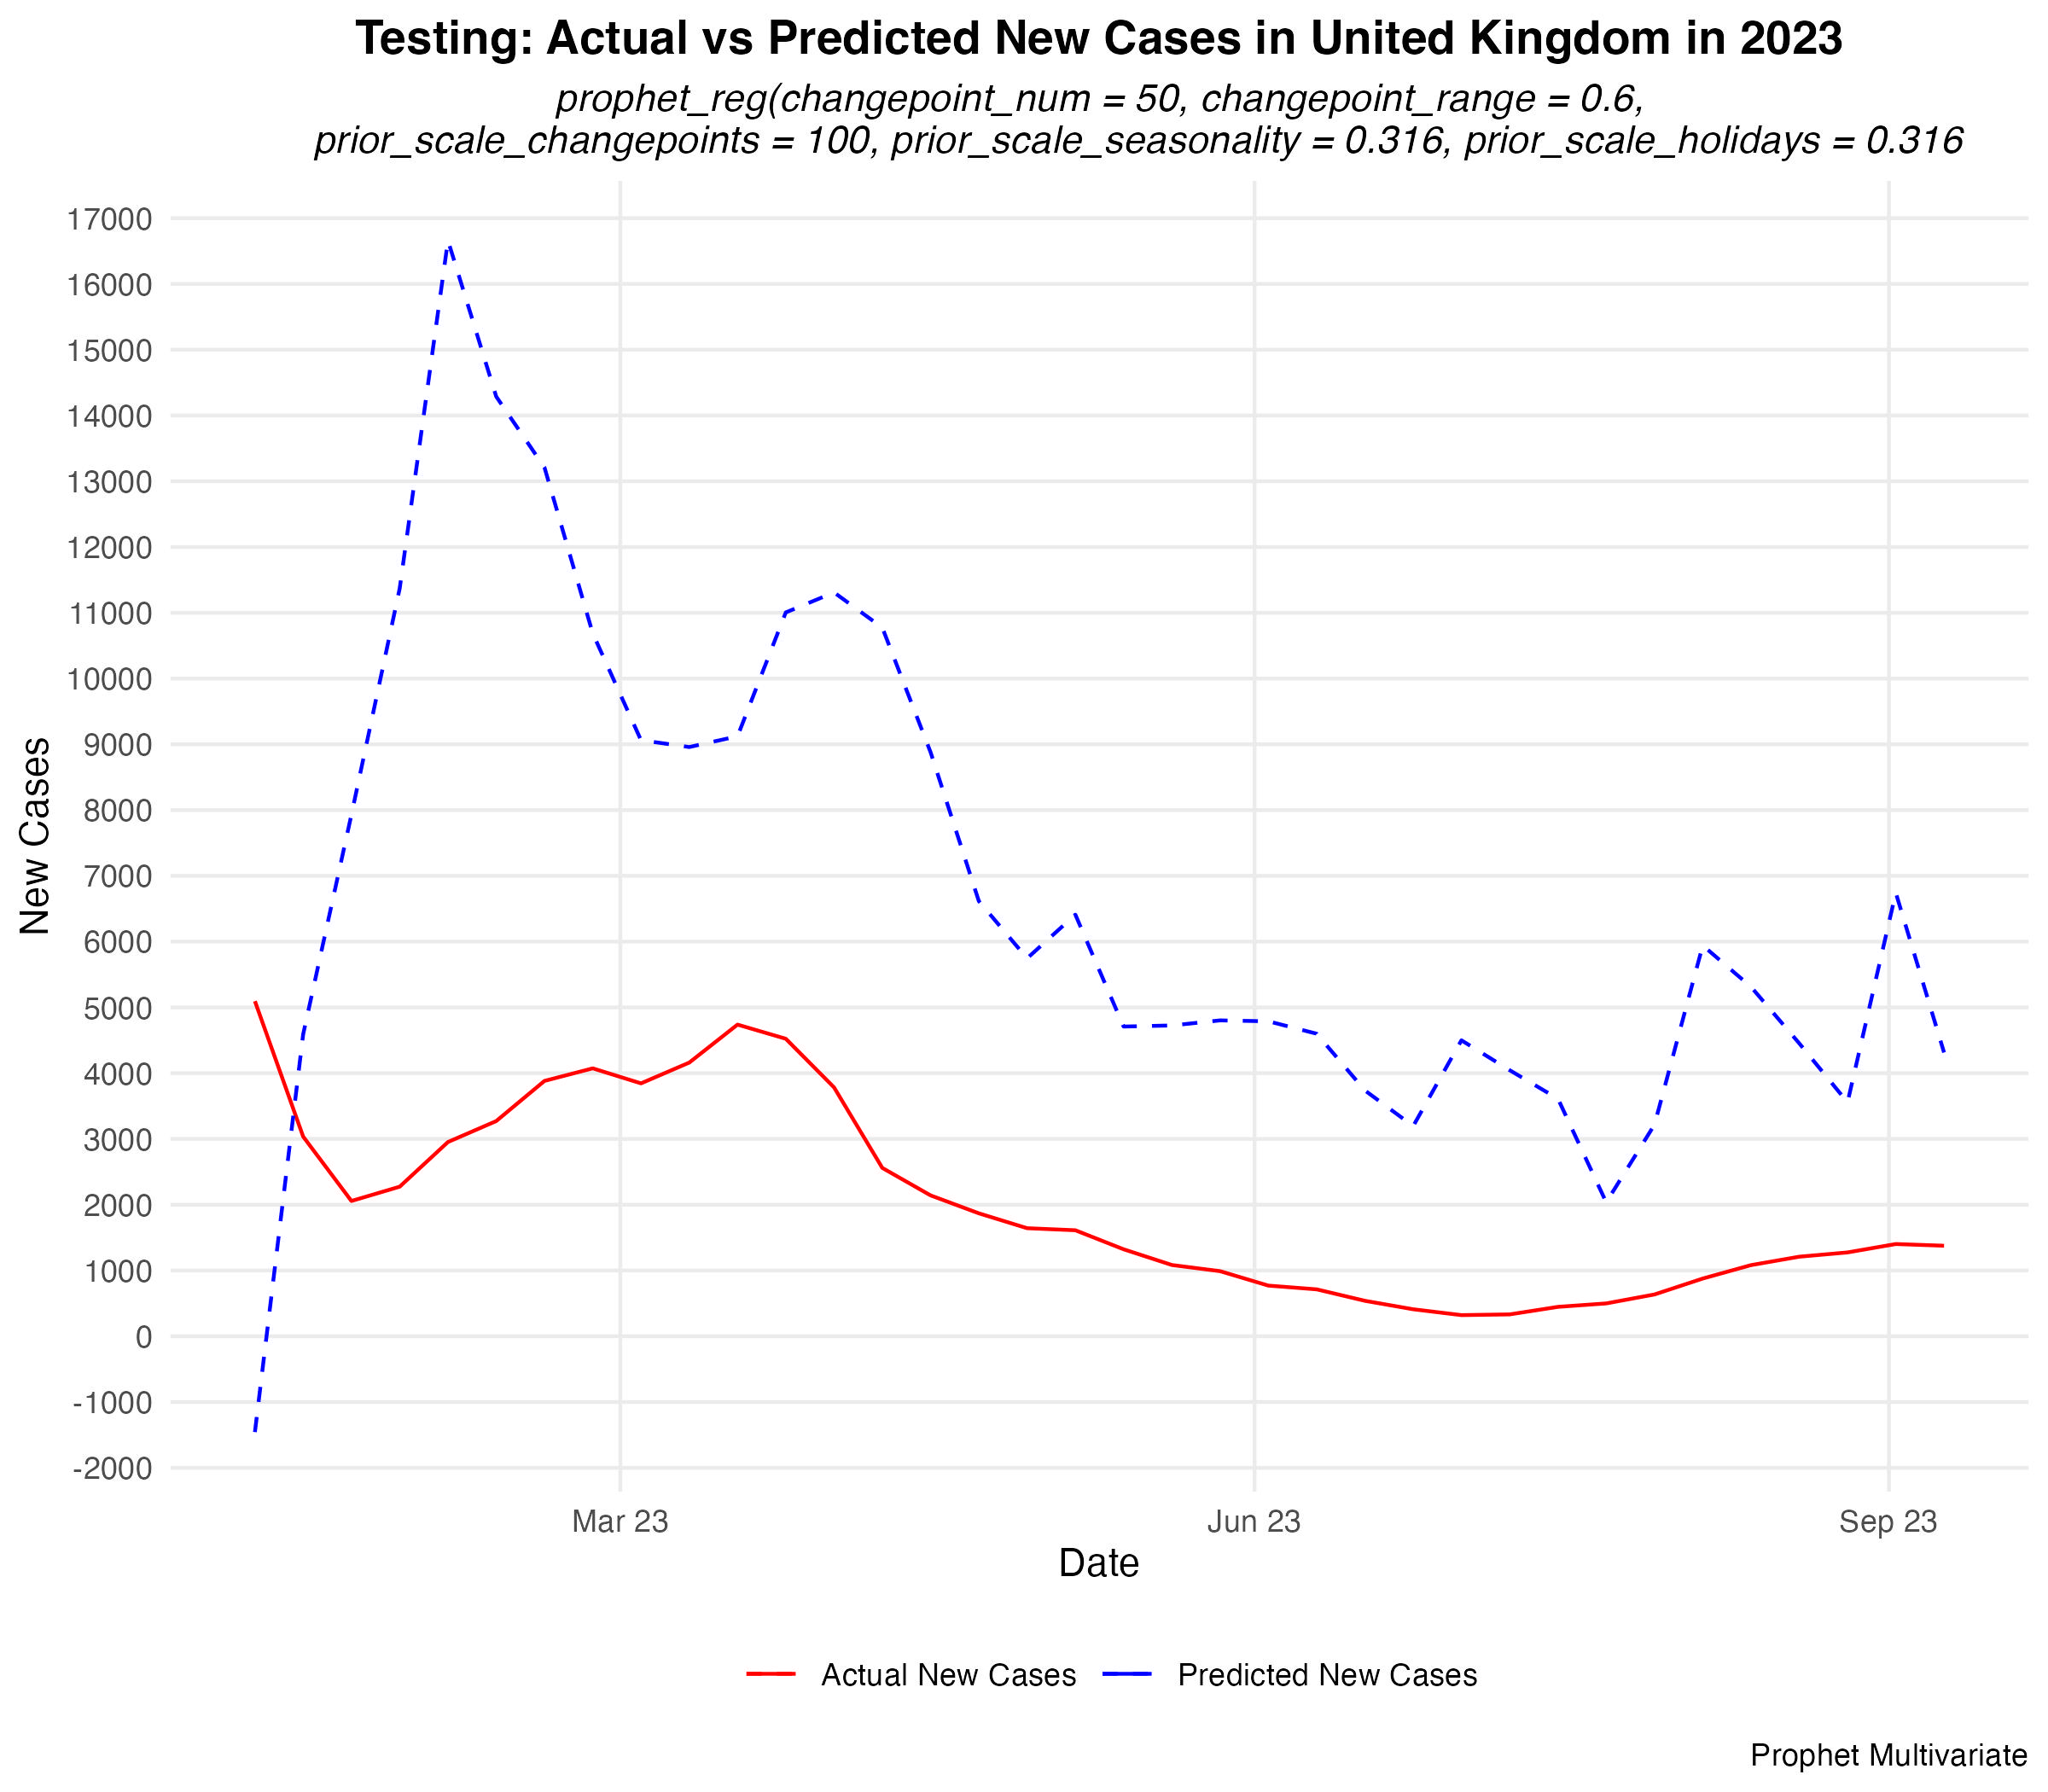 Testing: Actual vs Predicted New Cases in United Kingdom in 2023
prophet_reg(changepoint_num = 50, changepoint_range = 0.6,
prior_scale_changepoints = 100, prior_scale_seasonality = 0.316, prior_scale_holidays = 0.316
17000
16000
15000
14000
13000
12000
11000
10000
9000
8000
7000
6000
5000
4000
3000
2000
1000
0
-1000
-2000
New Cases
Mar 23 Jun 23 Sep 23
Date
Actual New Cases Predicted New Cases
Prophet Multivariate